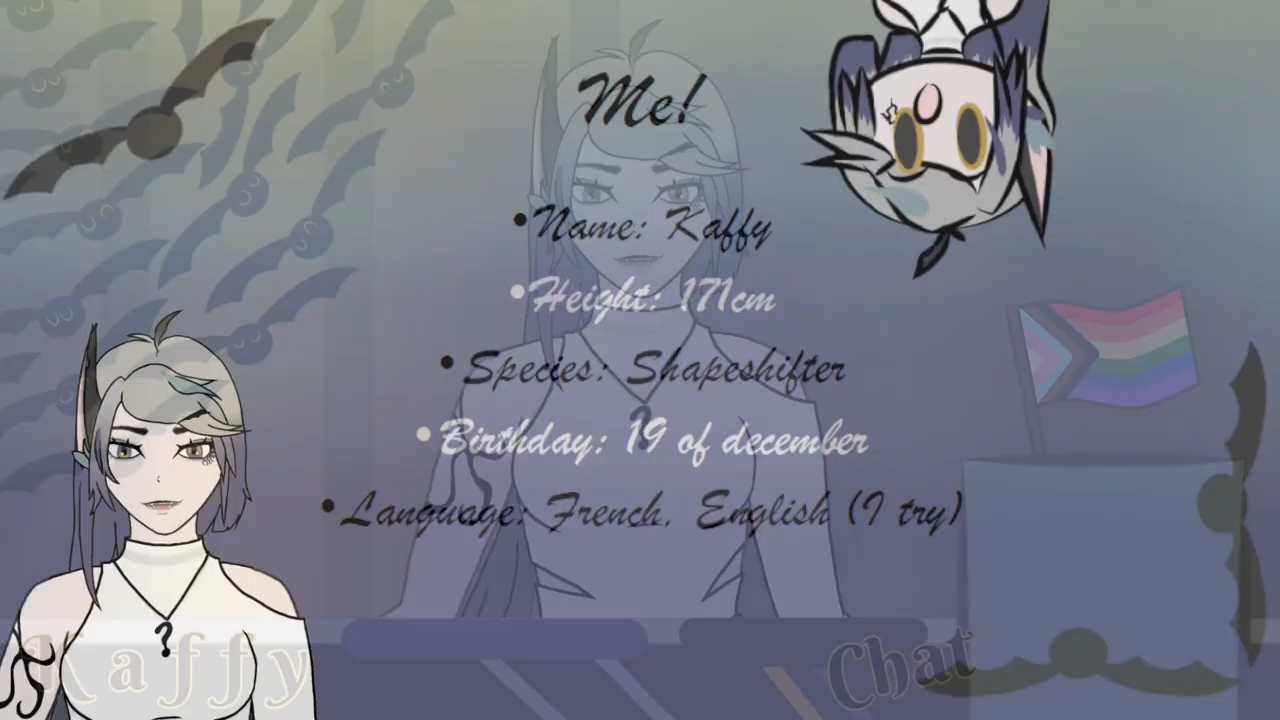 Me!
•Name: Kaffy
•Height: 171cm
•Species: Shapeshifter
•Birthday: 19 of december
•Language: French, English (I try)
?
?
Kaffy
Chat